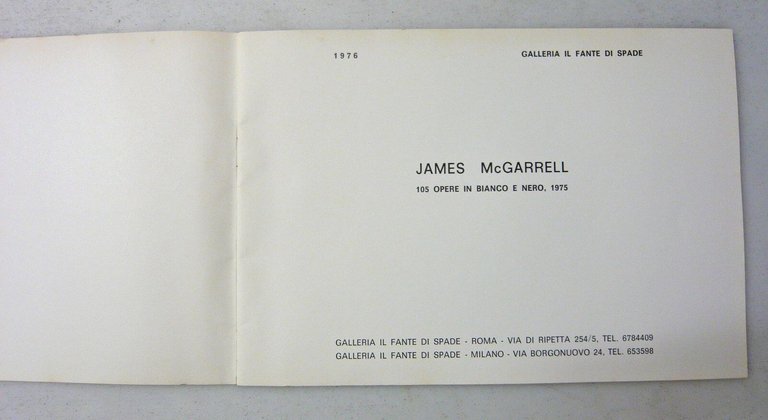 1976 GALLERIA IL FANTE DI SPADE
JAMES McGARRELL
105 OPERE IN BIANCO E NERO, 1975
GALLERIA IL FANTE DI SPADE - ROMA - VIA DI RIPETTA 254/5, TEL. 6784409
GALLERIA IL FANTE DI SPADE - MILANO - VIA BORGONUOVO 24, TEL. 653598